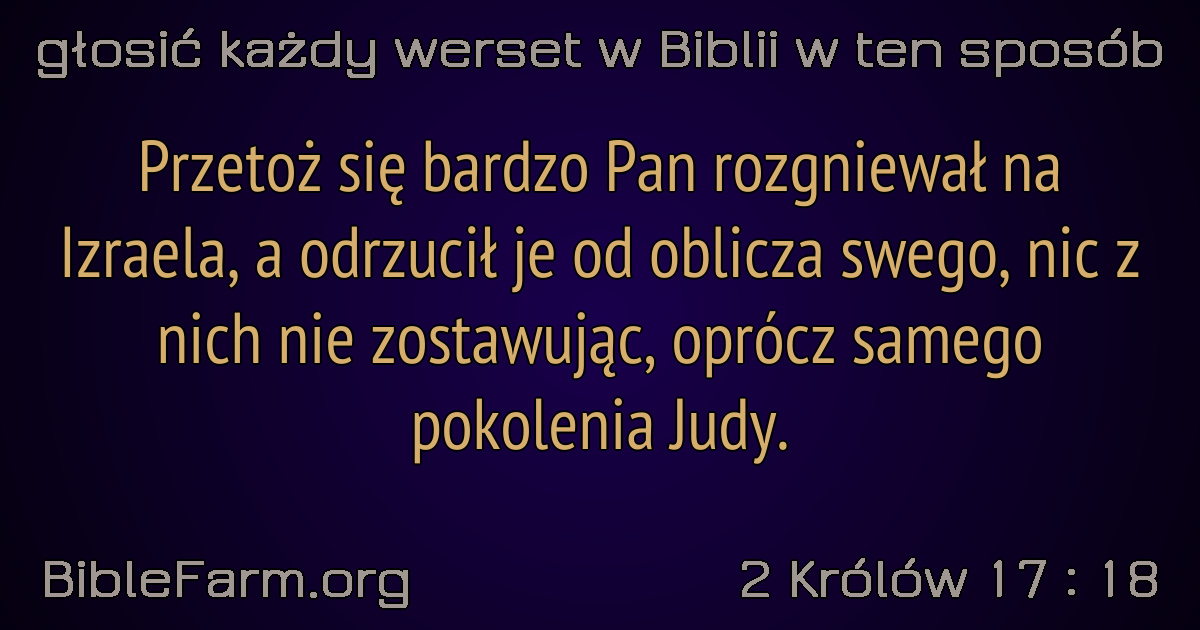 głosić każdy werset w Biblii w ten sposób
Przetoż się bardzo Pan rozgniewał na
Izraela, a odrzucił je od oblicza swego, nic z
nich nie zostawując, oprócz samego
pokolenia Judy.
BibleFarm.org
2 Królów 17 : 18